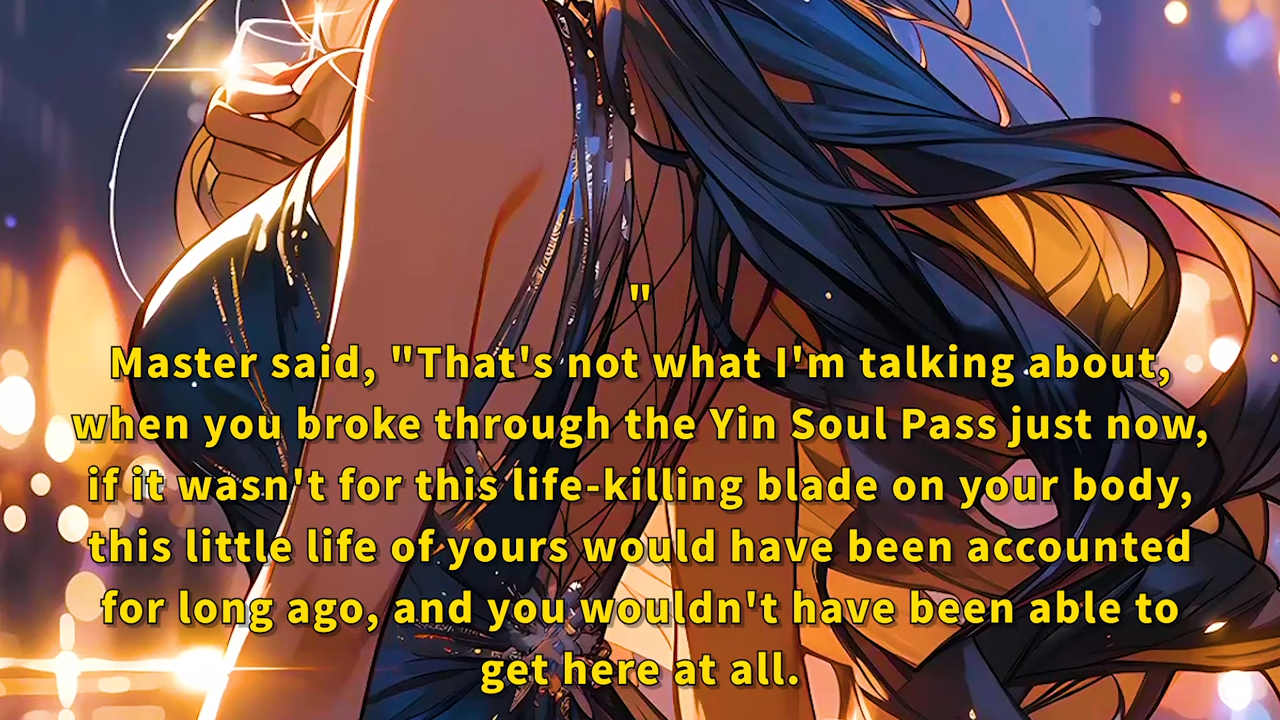 "
Master said, "That's not what I'm talking about,
when you broke through the Yin Soul Pass just now,
if it wasn't for this life-killing blade on your body,
this little life of yours would have been accounted
for long ago, and you wouldn't have been able to
get here at all.